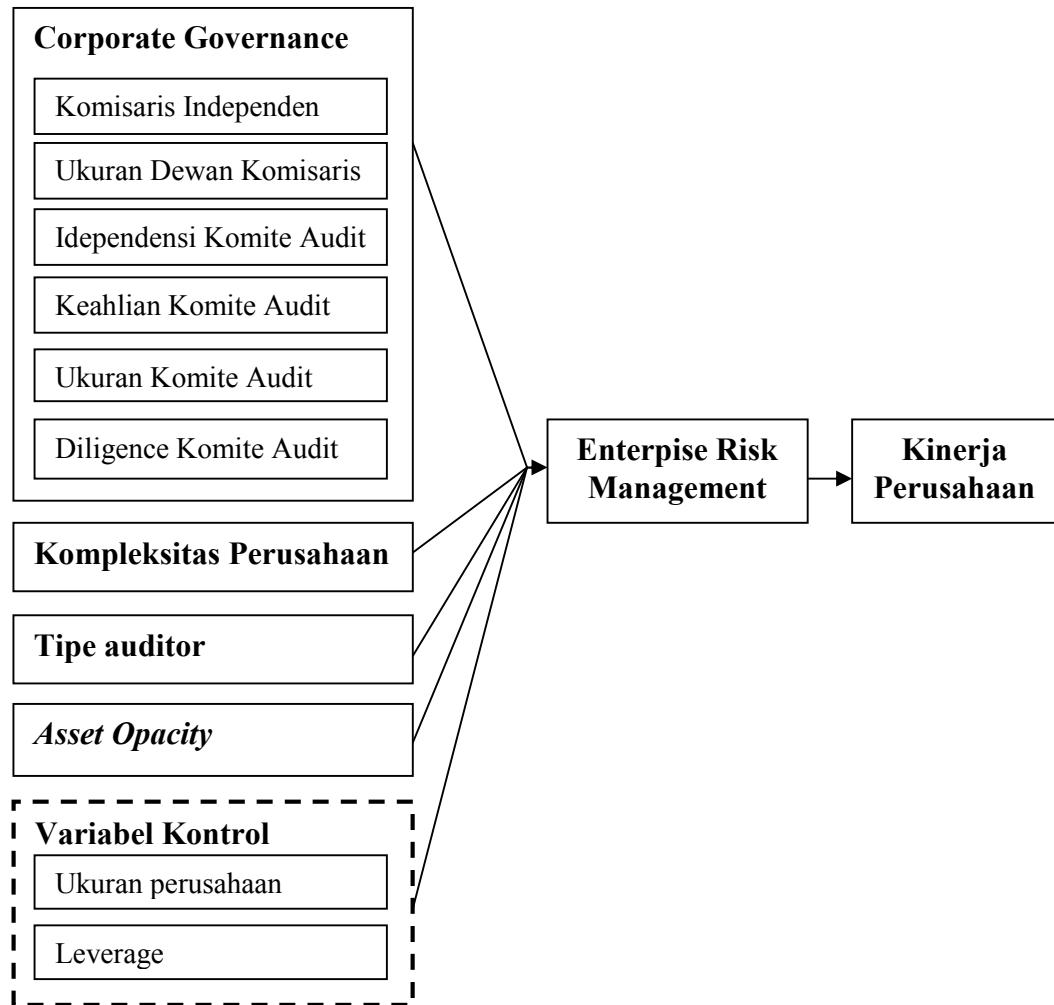 Corporate Governance
Komisaris Independen
Ukuran Dewan Komisaris
Idependensi Komite Audit
Keahlian Komite Audit
Ukuran Komite Audit
Diligence Komite Audit
Kompleksitas Perusahaan
Tipe auditor
Asset Opacity
Variabel Kontrol
Ukuran perusahaan
Leverage
Enterpise Risk
Management
Kinerja
Perusahaan